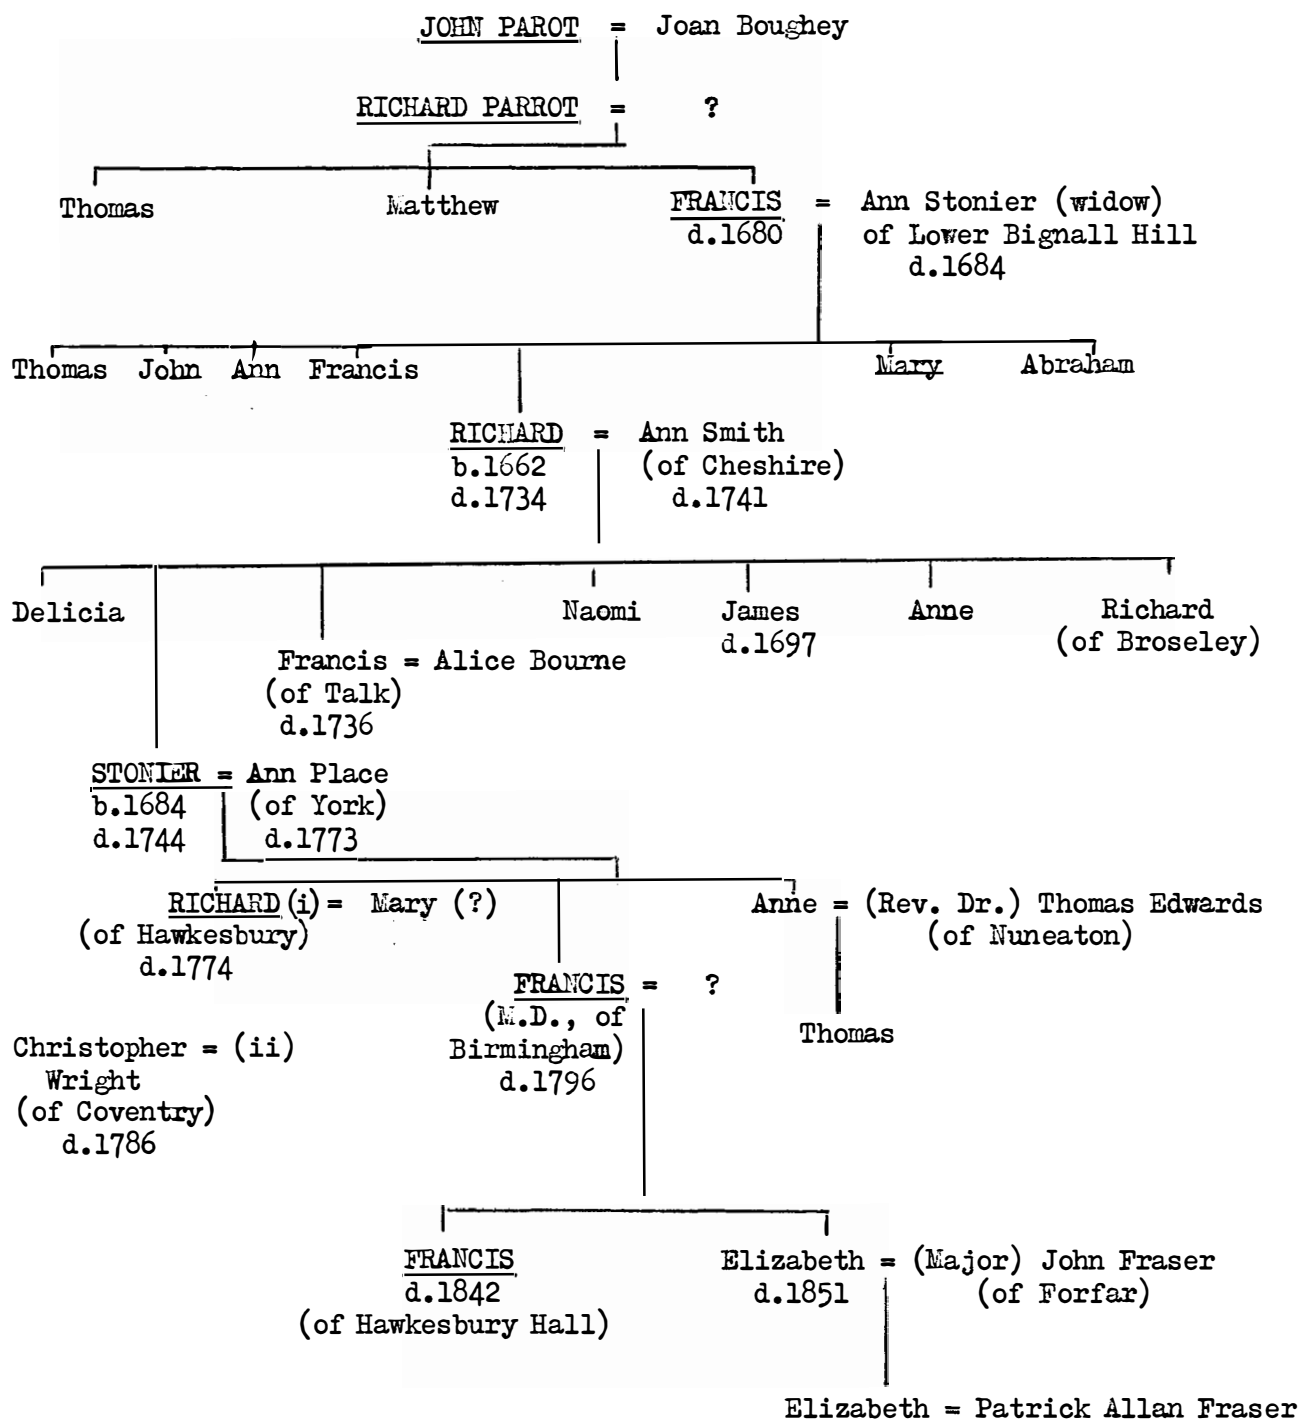 JOHN PAROT = Joan Boughey
RICHARD PARROT = ?
Thomas Matthew FRANCIS = Ann Stonier (widow)
d.1680 of Lower Bignall Hill
d.1684
Thomas John Ann Francis Mary Abraham
RICHARD = Ann Smith
b.1662 (of Cheshire)
d.1734 d.1741
Delicia Naomi James Anne Richard
d.1697 (of Broseley)
Francis = Alice Bourne
(of Talk)
d.1736
STONIER = Ann Place
b.1684 (of York)
d.1744 d.1773
RICHARD (i) = Mary (?) Anne = (Rev. Dr.) Thomas Edwards
(of Hawkesbury) (of Nuneaton)
d.1774
FRANCIS = ?
(M.D., of
Birmingham)
d.1796
Thomas
Christopher = (ii)
Wright
(of Coventry)
d.1786
FRANCIS Elizabeth = (Major) John Fraser
d.1842 d.1851 (of Forfar)
(of Hawkesbury Hall)
Elizabeth = Patrick Allan Fraser